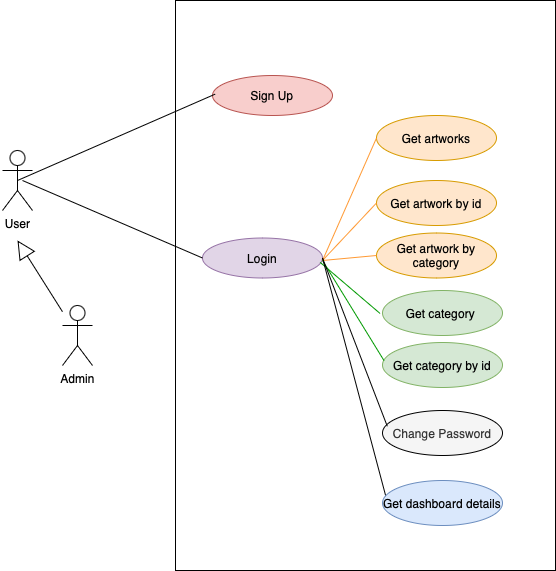 Sign Up
Get artworks
User
Get artwork by id
Login
Get artwork by
category
Get category
Admin
Get category by id
Change Password
Get dashboard details